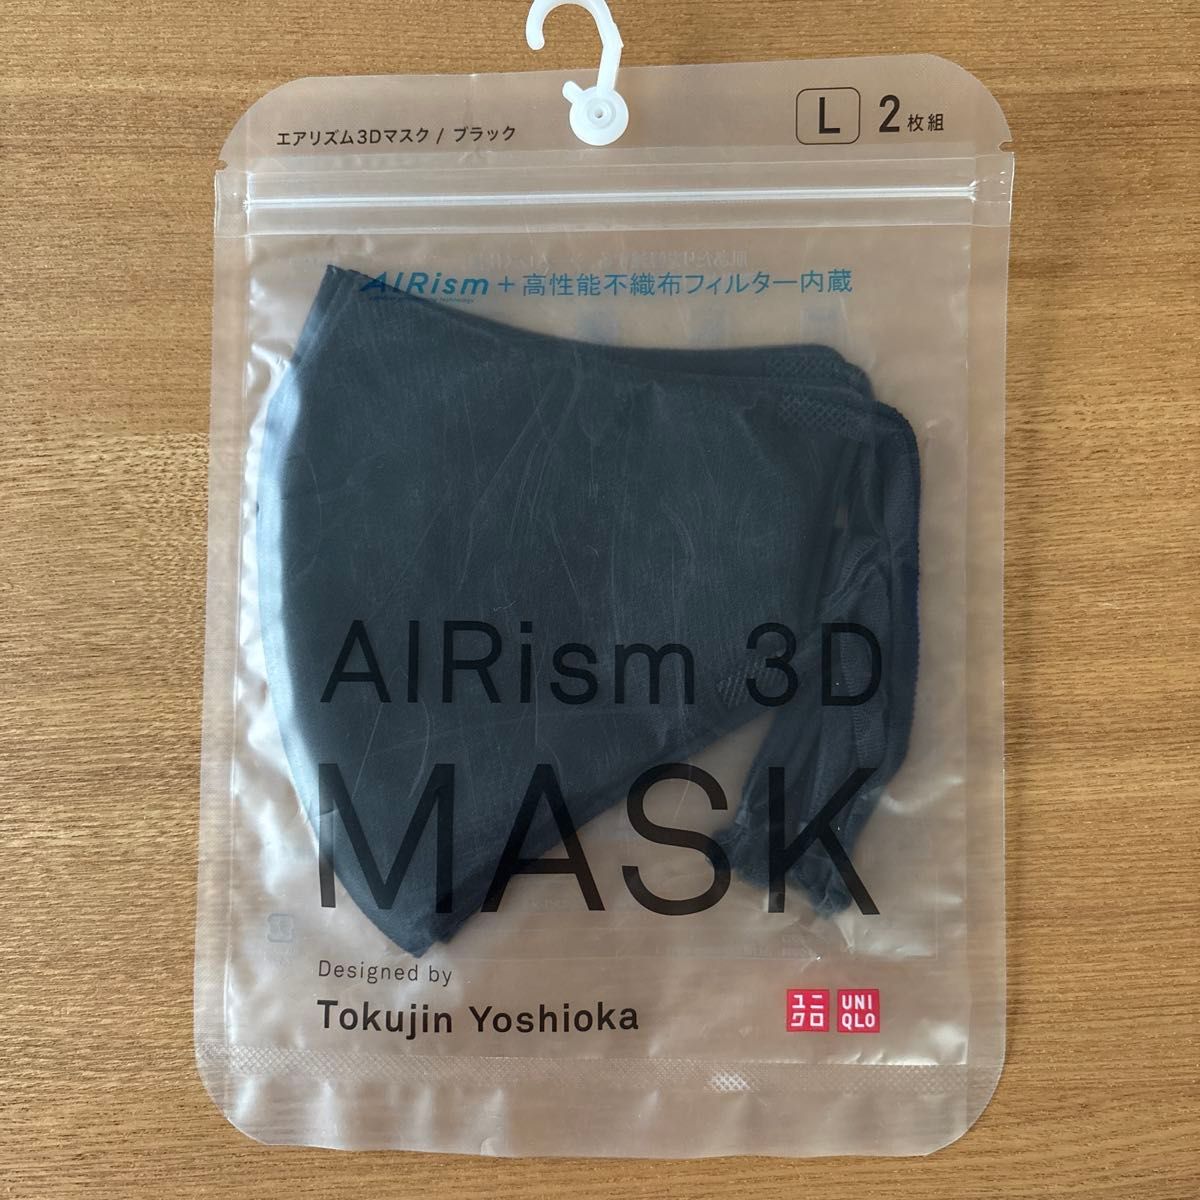 エアリズム3Dマスク / ブラック
L 2枚組
AIRism + 高性能不織布フィルター内蔵
AIRism 3D
MASK
Designed by
Tokujin Yoshioka
ユニクロ UNIQLO